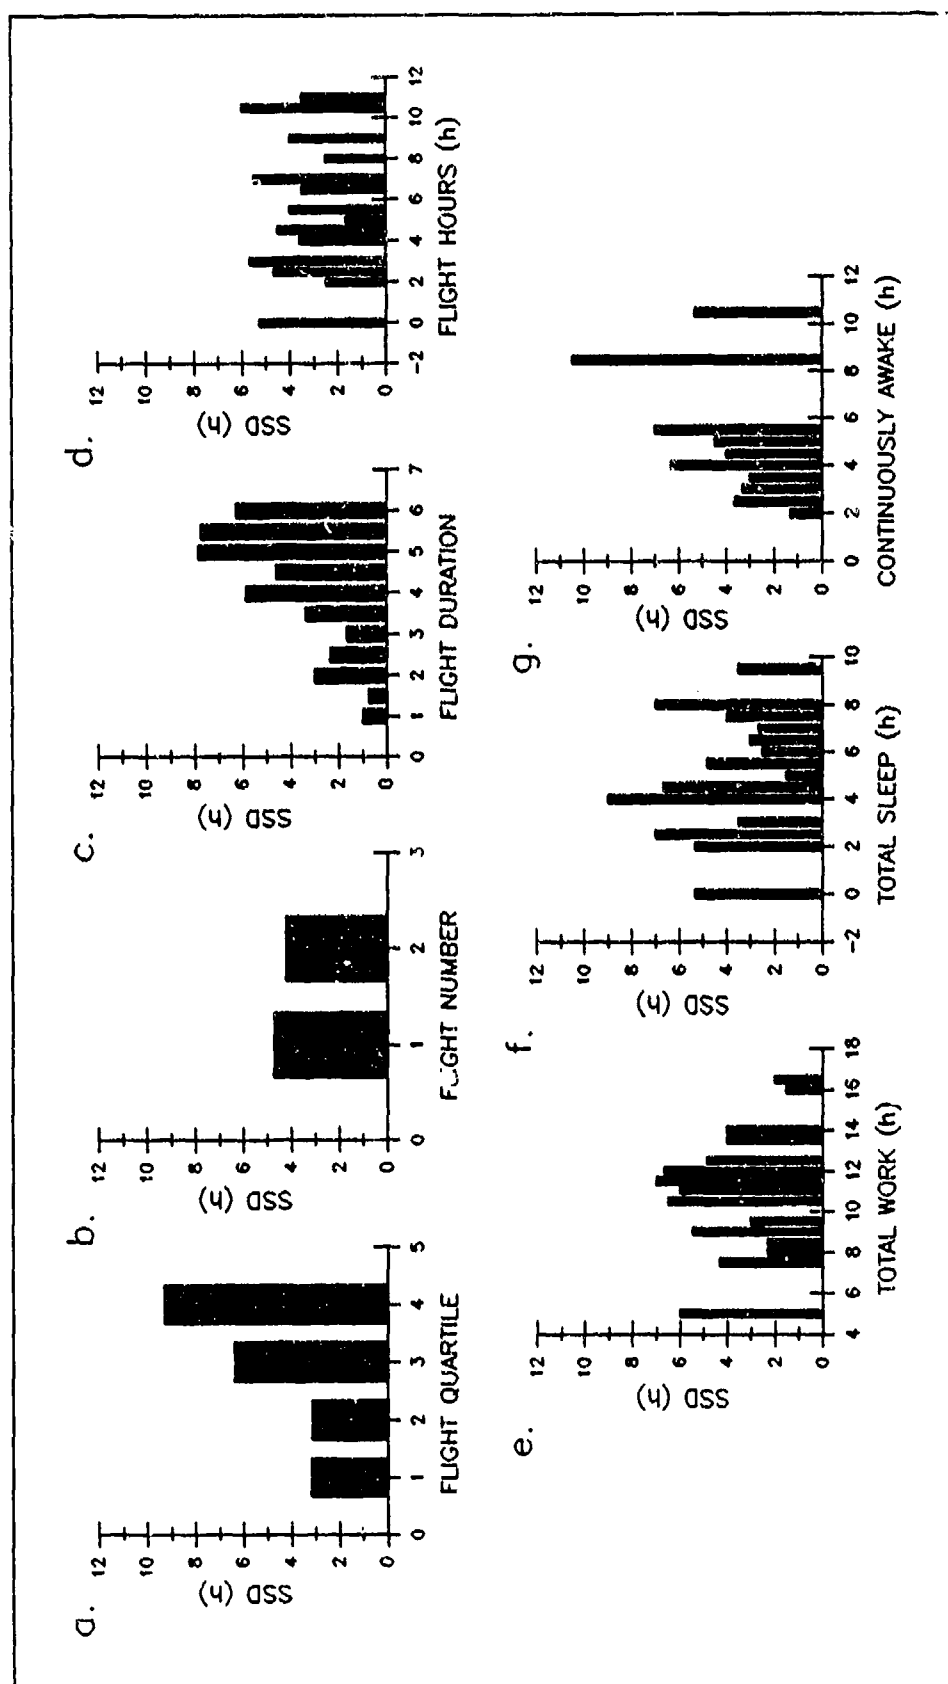 a.
SSD (h)
12
10
8
6
4
2
0
0 1 2 3 4 5
FLIGHT QUARTILE
b.
SSD (h)
12
10
8
6
4
2
0
0 1 2 3
FLIGHT NUMBER
c.
SSD (h)
12
10
8
6
4
2
0
0 1 2 3 4 5 6 7
FLIGHT DURATION
d.
SSD (h)
12
10
8
6
4
2
0
-2 0 2 4 6 8 10 12
FLIGHT HOURS (h)
e.
SSD (h)
12
10
8
6
4
2
0
4 6 8 10 12 14 16 18
TOTAL WORK (h)
f.
SSD (h)
12
10
8
6
4
2
0
-2 0 2 4 6 8 10
TOTAL SLEEP (h)
g.
SSD (h)
12
10
8
6
4
2
0
0 2 4 6 8 10 12
CONTINUOUSLY AWAKE (h)